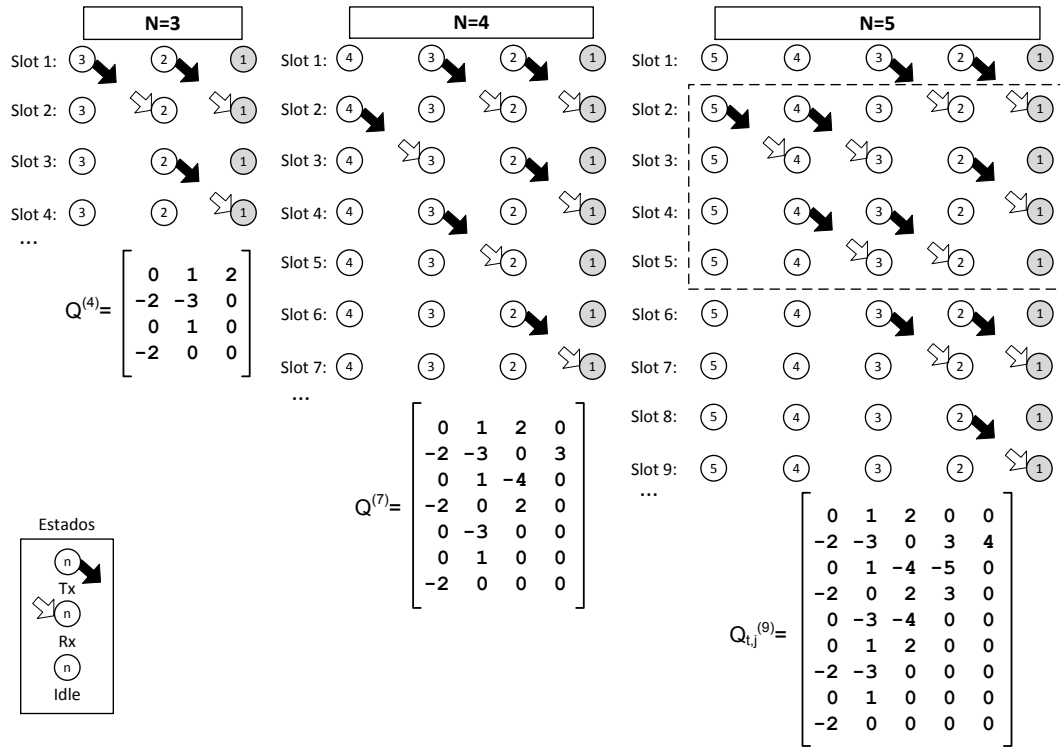 N=3
Slot 1: 3 2 1
Slot 2: 3 2 1
Slot 3: 3 2 1
Slot 4: 3 2 1
...
Q(4)=
0 1 2
-2 -3 0
0 1 0
-2 0 0
N=4
Slot 1: 4 3 2 1
Slot 2: 4 3 2 1
Slot 3: 4 3 2 1
Slot 4: 4 3 2 1
Slot 5: 4 3 2 1
Slot 6: 4 3 2 1
Slot 7: 4 3 2 1
...
Q(7)=
0 1 2 0
-2 -3 0 3
0 1 -4 0
-2 0 2 0
0 -3 0 0
0 1 0 0
-2 0 0 0
N=5
Slot 1: 5 4 3 2 1
Slot 2: 5 4 3 2 1
Slot 3: 5 4 3 2 1
Slot 4: 5 4 3 2 1
Slot 5: 5 4 3 2 1
Slot 6: 5 4 3 2 1
Slot 7: 5 4 3 2 1
Slot 8: 5 4 3 2 1
Slot 9: 5 4 3 2 1
...
Qt,j(9)=
0 1 2 0 0
-2 -3 0 3 4
0 1 -4 -5 0
-2 0 2 3 0
0 -3 -4 0 0
0 1 2 0 0
-2 -3 0 0 0
0 1 0 0 0
-2 0 0 0 0
Estados
n
Tx
n
Rx
n
Idle